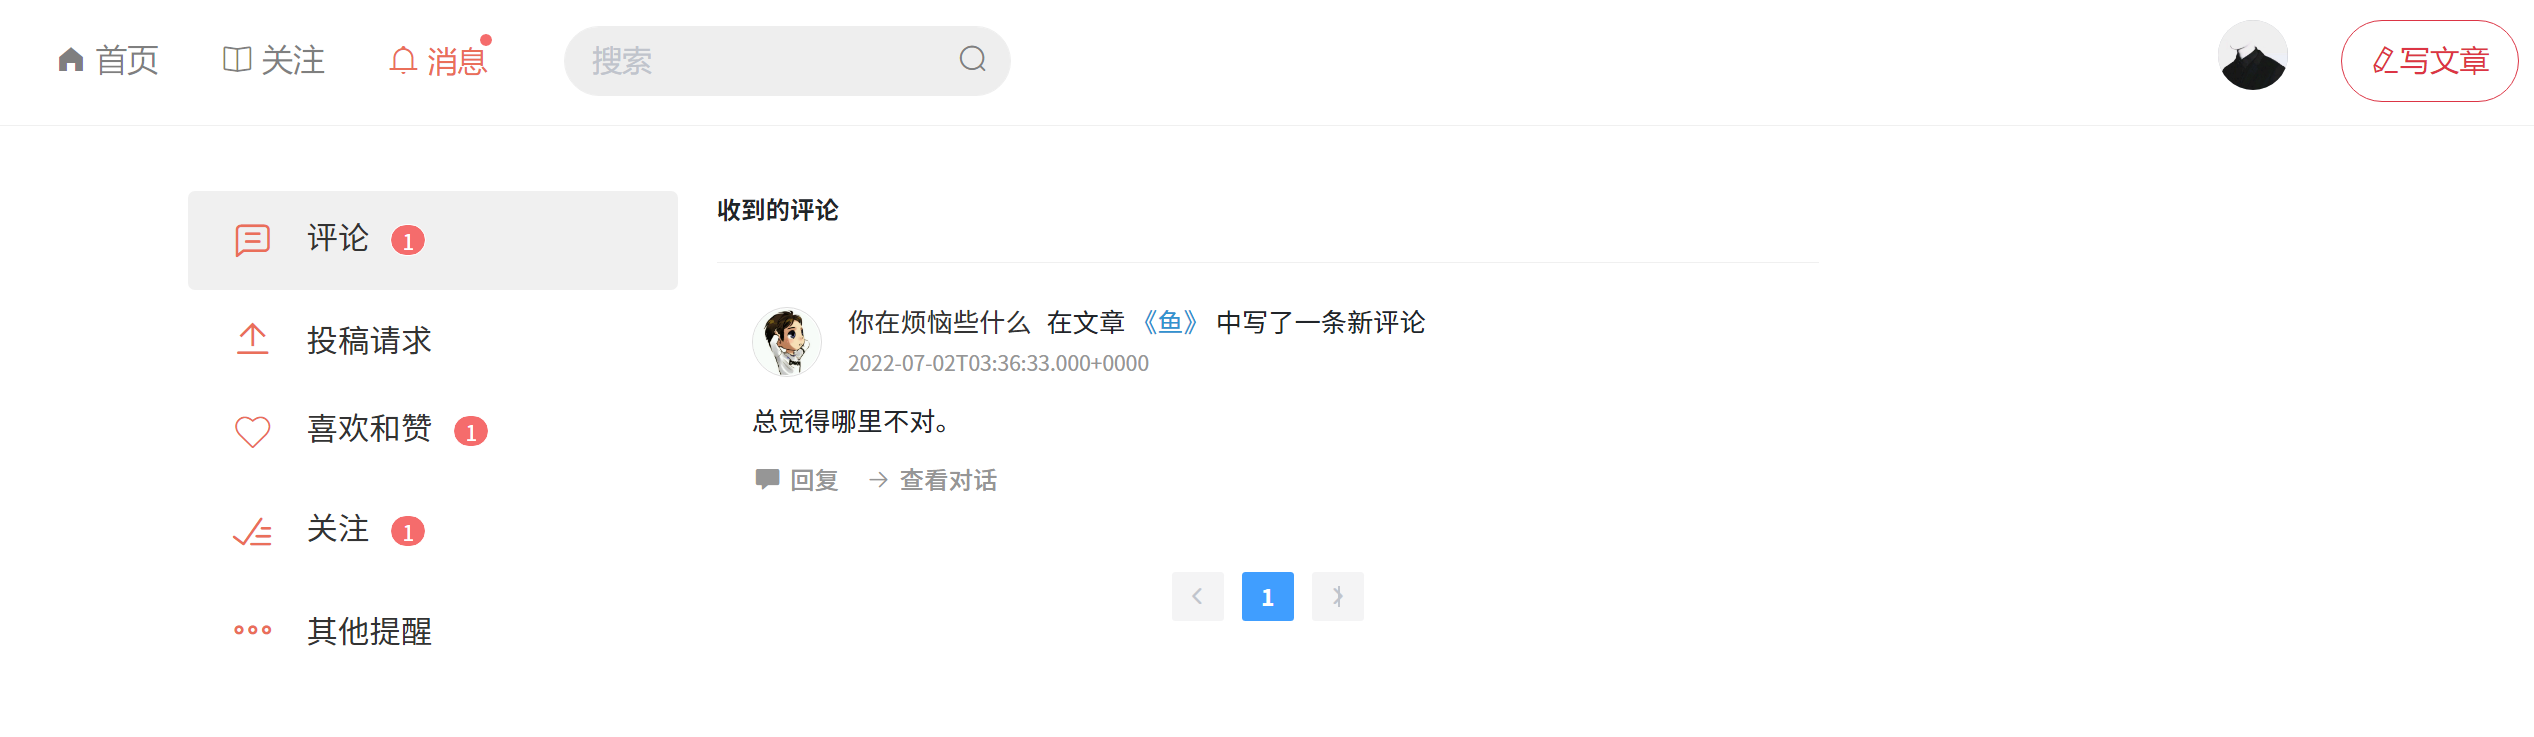 首页 关注 消息 搜索 写文章
收到的评论
评论 1
投稿请求
喜欢和赞 1
关注 1
其他提醒
你在烦恼些什么 在文章 《鱼》 中写了一条新评论
2022-07-02T03:36:33.000+0000
总觉得哪里不对。
回复 查看对话
1